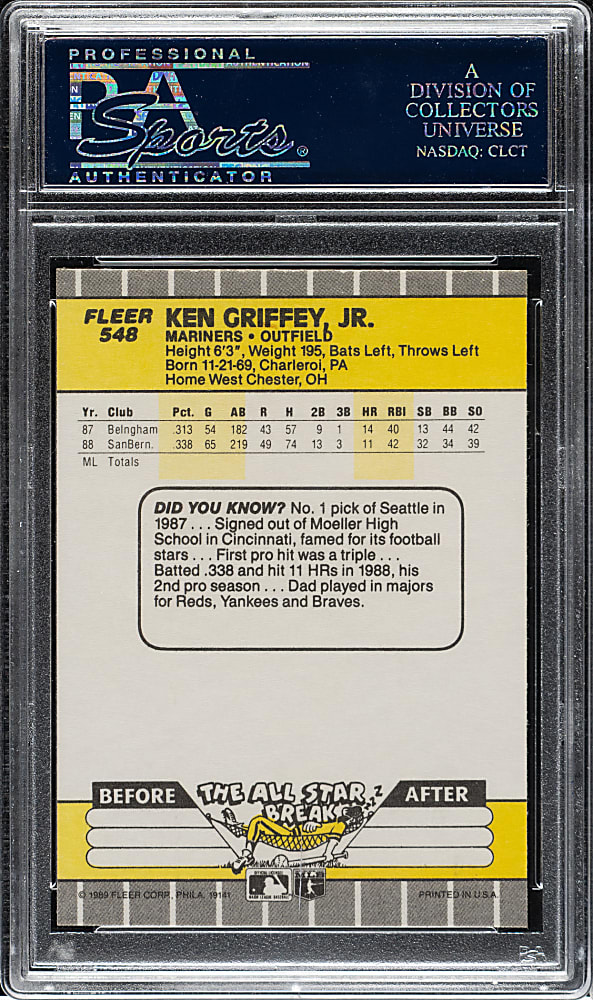 PROFESSIONAL
PSA
Sports®
AUTHENTICATOR
A
DIVISION OF
COLLECTORS
UNIVERSE
NASDAQ: CLCT
FLEER
548
KEN GRIFFEY, JR.
MARINERS • OUTFIELD
Height 6'3", Weight 195, Bats Left, Throws Left
Born 11-21-69, Charleroi, PA
Home West Chester, OH
Yr. Club Pct. G AB R H 2B 3B HR RBI SB BB SO
87 Belngham .313 54 182 43 57 9 1 14 40 13 44 42
88 SanBern. .338 65 219 49 74 13 3 11 42 32 34 39
ML Totals
DID YOU KNOW? No. 1 pick of Seattle in
1987 . . . Signed out of Moeller High
School in Cincinnati, famed for its football
stars . . . First pro hit was a triple . . .
Batted .338 and hit 11 HRs in 1988, his
2nd pro season . . . Dad played in majors
for Reds, Yankees and Braves.
BEFORE THE ALL STAR BREAK zzz AFTER
© 1989 FLEER CORP., PHILA. 19141 MLB PRINTED IN U.S.A.